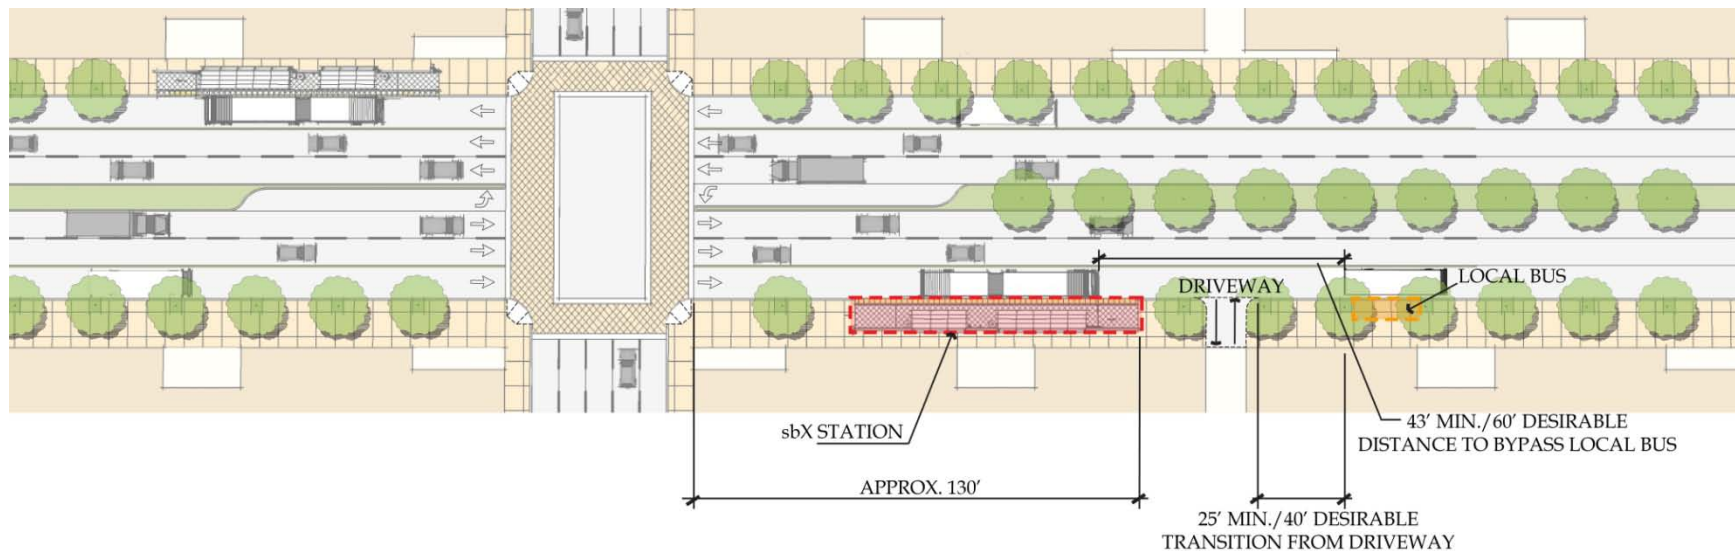 DRIVEWAY
LOCAL BUS
sbX STATION
43' MIN./60' DESIRABLE
DISTANCE TO BYPASS LOCAL BUS
APPROX. 130'
25' MIN./40' DESIRABLE
TRANSITION FROM DRIVEWAY